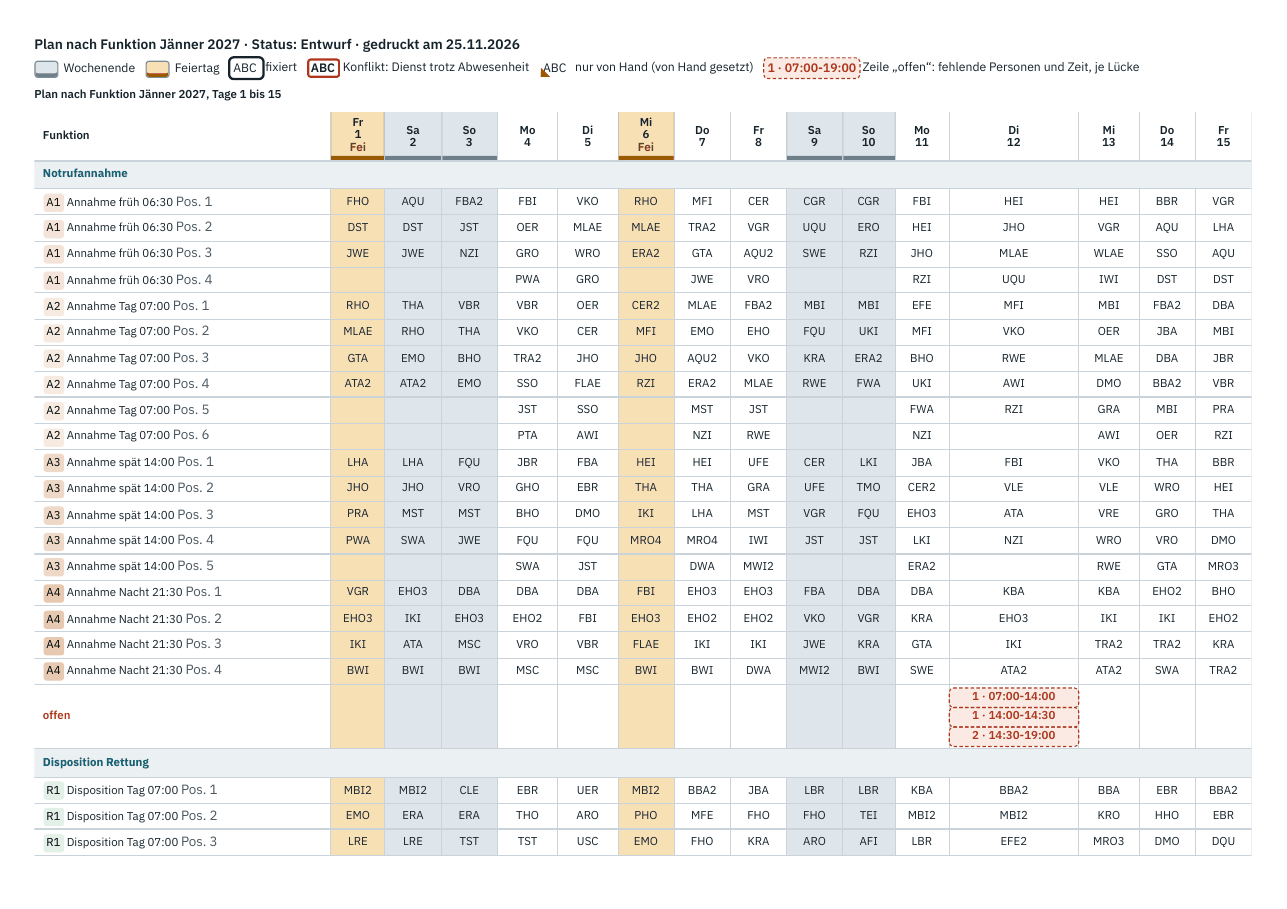 Plan nach Funktion Jänner 2027 · Status: Entwurf · gedruckt am 25.11.2026
Wochenende Feiertag ABC fixiert ABC Konflikt: Dienst trotz Abwesenheit ABC nur von Hand (von Hand gesetzt) 1 · 07:00-19:00 Zeile „offen“: fehlende Personen und Zeit, je Lücke
Plan nach Funktion Jänner 2027, Tage 1 bis 15
Funktion Fr 1 Fei Sa 2 So 3 Mo 4 Di 5 Mi 6 Fei Do 7 Fr 8 Sa 9 So 10 Mo 11 Di 12 Mi 13 Do 14 Fr 15
Notrufannahme
A1 Annahme früh 06:30 Pos. 1 FHO AQU FBA2 FBI VKO RHO MFI CER CGR CGR FBI HEI HEI BBR VGR
A1 Annahme früh 06:30 Pos. 2 DST DST JST OER MLAE MLAE TRA2 VGR UQU ERO HEI JHO VGR AQU LHA
A1 Annahme früh 06:30 Pos. 3 JWE JWE NZI GRO WRO ERA2 GTA AQU2 SWE RZI JHO MLAE WLAE SSO AQU
A1 Annahme früh 06:30 Pos. 4 PWA GRO JWE VRO RZI UQU IWI DST DST
A2 Annahme Tag 07:00 Pos. 1 RHO THA VBR VBR OER CER2 MLAE FBA2 MBI MBI EFE MFI MBI FBA2 DBA
A2 Annahme Tag 07:00 Pos. 2 MLAE RHO THA VKO CER MFI EMO EHO FQU UKI MFI VKO OER JBA MBI
A2 Annahme Tag 07:00 Pos. 3 GTA EMO BHO TRA2 JHO JHO AQU2 VKO KRA ERA2 BHO RWE MLAE DBA JBR
A2 Annahme Tag 07:00 Pos. 4 ATA2 ATA2 EMO SSO FLAE RZI ERA2 MLAE RWE FWA UKI AWI DMO BBA2 VBR
A2 Annahme Tag 07:00 Pos. 5 JST SSO MST JST FWA RZI GRA MBI PRA
A2 Annahme Tag 07:00 Pos. 6 PTA AWI NZI RWE NZI AWI OER RZI
A3 Annahme spät 14:00 Pos. 1 LHA LHA FQU JBR FBA HEI HEI UFE CER LKI JBA FBI VKO THA BBR
A3 Annahme spät 14:00 Pos. 2 JHO JHO VRO GHO EBR THA THA GRA UFE TMO CER2 VLE VLE WRO HEI
A3 Annahme spät 14:00 Pos. 3 PRA MST MST BHO DMO IKI LHA MST VGR FQU EHO3 ATA VRE GRO THA
A3 Annahme spät 14:00 Pos. 4 PWA SWA JWE FQU FQU MRO4 MRO4 IWI JST JST LKI NZI WRO VRO DMO
A3 Annahme spät 14:00 Pos. 5 SWA JST DWA MWI2 ERA2 RWE GTA MRO3
A4 Annahme Nacht 21:30 Pos. 1 VGR EHO3 DBA DBA DBA FBI EHO3 EHO3 FBA DBA DBA KBA KBA EHO2 BHO
A4 Annahme Nacht 21:30 Pos. 2 EHO3 IKI EHO3 EHO2 FBI EHO3 EHO2 EHO2 VKO VGR KRA EHO3 IKI IKI EHO2
A4 Annahme Nacht 21:30 Pos. 3 IKI ATA MSC VRO VBR FLAE IKI IKI JWE KRA GTA IKI TRA2 TRA2 KRA
A4 Annahme Nacht 21:30 Pos. 4 BWI BWI BWI MSC MSC BWI BWI DWA MWI2 BWI SWE ATA2 ATA2 SWA TRA2
offen
1 · 07:00-14:00
1 · 14:00-14:30
2 · 14:30-19:00
Disposition Rettung
R1 Disposition Tag 07:00 Pos. 1 MBI2 MBI2 CLE EBR UER MBI2 BBA2 JBA LBR LBR KBA BBA2 BBA EBR BBA2
R1 Disposition Tag 07:00 Pos. 2 EMO ERA ERA THO ARO PHO MFE FHO FHO TEI MBI2 MBI2 KRO HHO EBR
R1 Disposition Tag 07:00 Pos. 3 LRE LRE TST TST USC EMO FHO KRA ARO AFI LBR EFE2 MRO3 DMO DQU